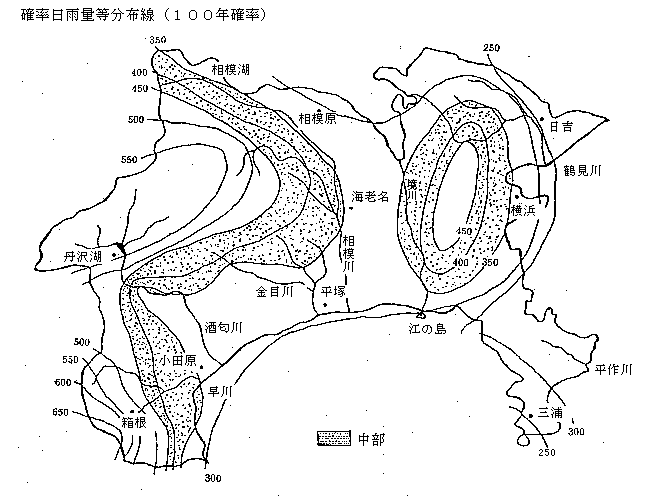 確率日雨量等分布線（１００年確率）
350
250
400
相模湖
450
500
相模原
日吉
550
鶴見川
境川
海老名
横浜
450
相模川
丹沢湖
400
350
金目川
平塚
酒匂川
江の島
500
550
小田原
平作川
600
早川
650
箱根
三浦
300
中部
250
300